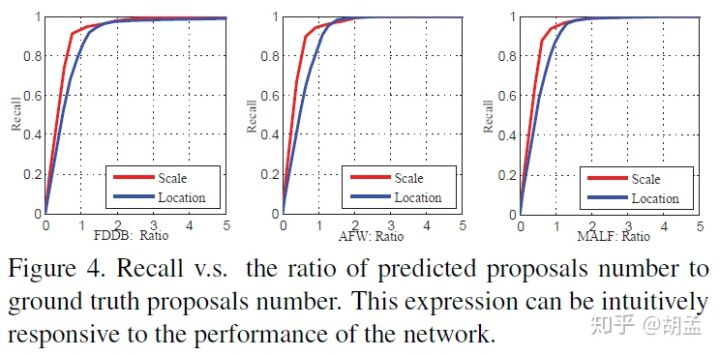 1
0.8
0.6
0.4
0.2
0
Recall
Scale
Location
0 1 2 3 4 5
FDDB: Ratio
1
0.8
0.6
0.4
0.2
0
Recall
Scale
Location
0 1 2 3 4 5
AFW: Ratio
1
0.8
0.6
0.4
0.2
0
Recall
Scale
Location
0 1 2 3 4 5
MALF: Ratio
Figure 4. Recall v.s. the ratio of predicted proposals number to
ground truth proposals number. This expression can be intuitively
responsive to the performance of the network.
知乎 @胡孟